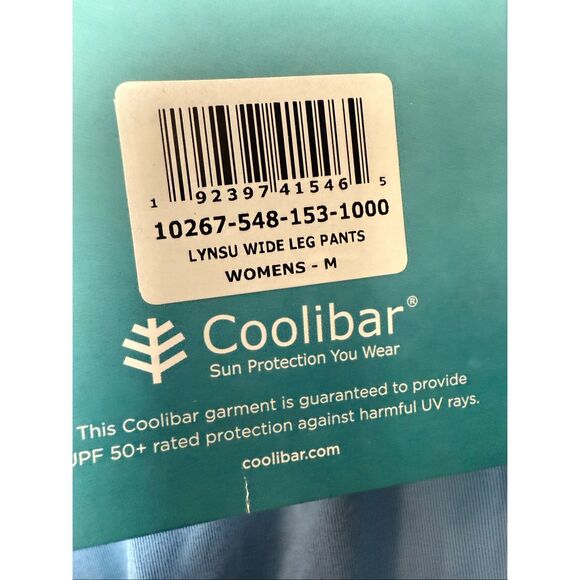 1 92397 41546 5
10267-548-153-1000
LYNSU WIDE LEG PANTS
WOMENS - M
Coolibar®
Sun Protection You Wear
This Coolibar garment is guaranteed to provide
UPF 50+ rated protection against harmful UV rays.
coolibar.com